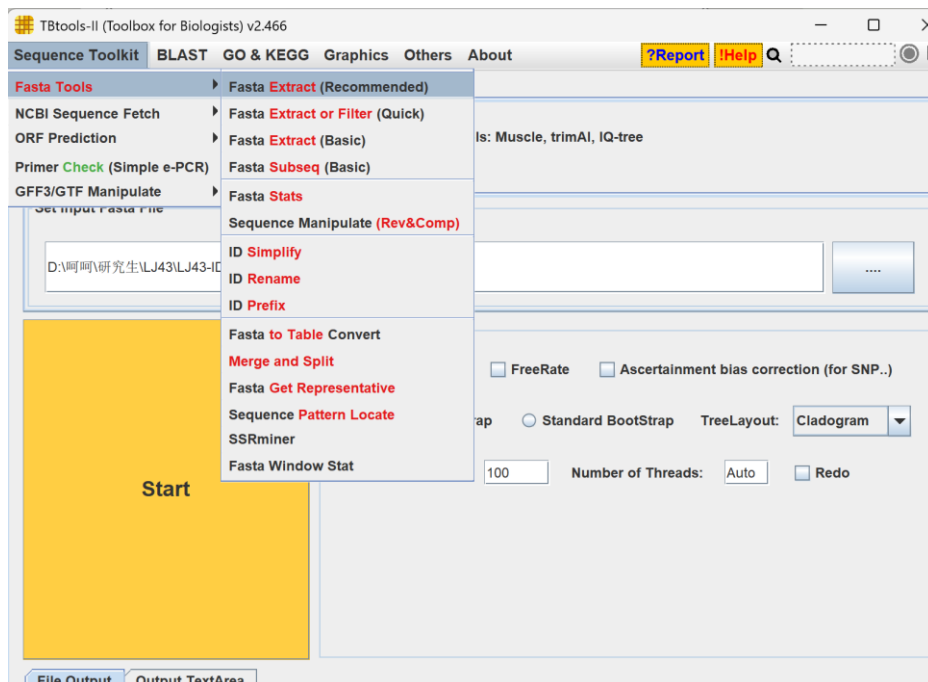 TBtools-II (Toolbox for Biologists) v2.466
Sequence Toolkit BLAST GO & KEGG Graphics Others About ?Report !Help
Fasta Tools
NCBI Sequence Fetch
ORF Prediction
Primer Check (Simple e-PCR)
GFF3/GTF Manipulate
Fasta Extract (Recommended)
Fasta Extract or Filter (Quick)
Fasta Extract (Basic)
Fasta Subseq (Basic)
Fasta Stats
Sequence Manipulate (Rev&Comp)
ID Simplify
ID Rename
ID Prefix
Fasta to Table Convert
Merge and Split
Fasta Get Representative
Sequence Pattern Locate
SSRminer
Fasta Window Stat
ls: Muscle, trimAl, IQ-tree
Set Input Fasta File
D:\呵呵\研究生\LJ43\LJ43-ID
....
Start
FreeRate Ascertainment bias correction (for SNP..)
rap Standard BootStrap TreeLayout: Cladogram
100 Number of Threads: Auto Redo
File Output Output TextArea